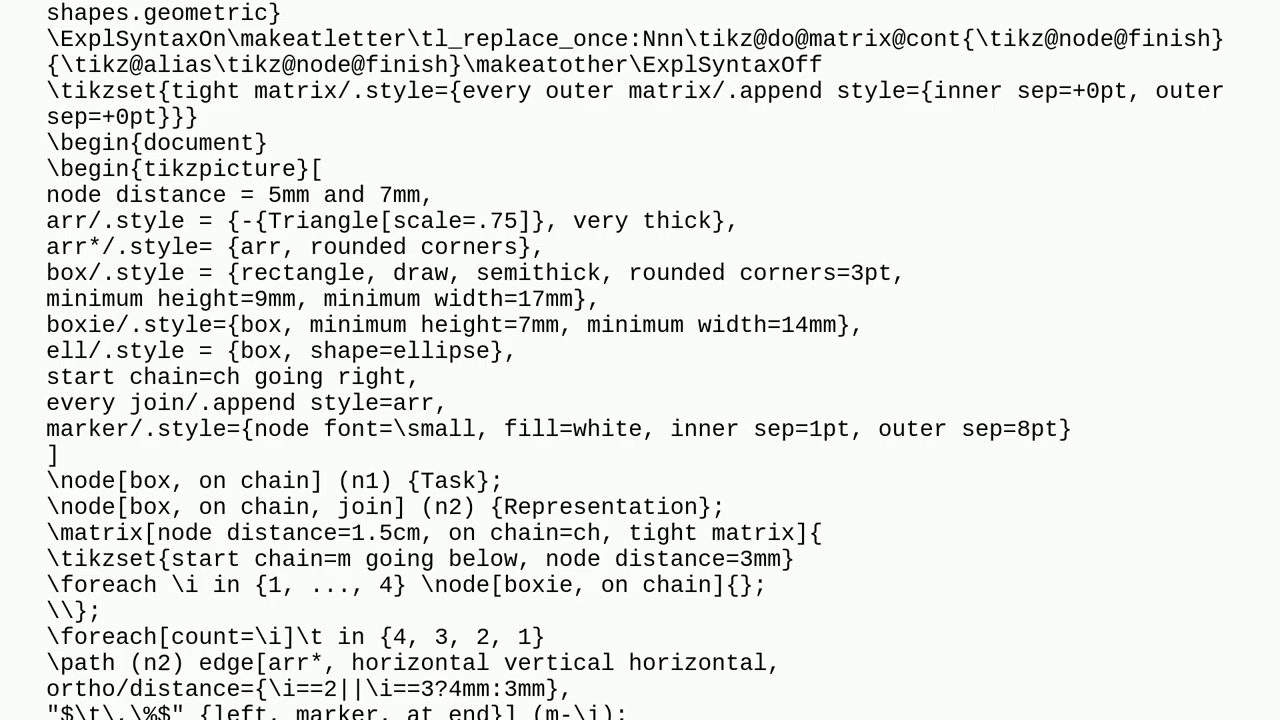 shapes.geometric}
\ExplSyntaxOn\makeatletter\tl_replace_once:Nnn\tikz@do@matrix@cont{\tikz@node@finish}
{\tikz@alias\tikz@node@finish}\makeatother\ExplSyntaxOff
\tikzset{tight matrix/.style={every outer matrix/.append style={inner sep=+0pt, outer
sep=+0pt}}}
\begin{document}
\begin{tikzpicture}[
node distance = 5mm and 7mm,
arr/.style = {-{Triangle[scale=.75]}, very thick},
arr*/.style= {arr, rounded corners},
box/.style = {rectangle, draw, semithick, rounded corners=3pt,
minimum height=9mm, minimum width=17mm},
boxie/.style={box, minimum height=7mm, minimum width=14mm},
ell/.style = {box, shape=ellipse},
start chain=ch going right,
every join/.append style=arr,
marker/.style={node font=\small, fill=white, inner sep=1pt, outer sep=8pt}
]
\node[box, on chain] (n1) {Task};
\node[box, on chain, join] (n2) {Representation};
\matrix[node distance=1.5cm, on chain=ch, tight matrix]{
\tikzset{start chain=m going below, node distance=3mm}
\foreach \i in {1, ..., 4} \node[boxie, on chain]{};
\\};
\foreach[count=\i]\t in {4, 3, 2, 1}
\path (n2) edge[arr*, horizontal vertical horizontal,
ortho/distance={\i==2||\i==3?4mm:3mm},
"$\t\,\%$" {left, marker, at end}] (m-\i);